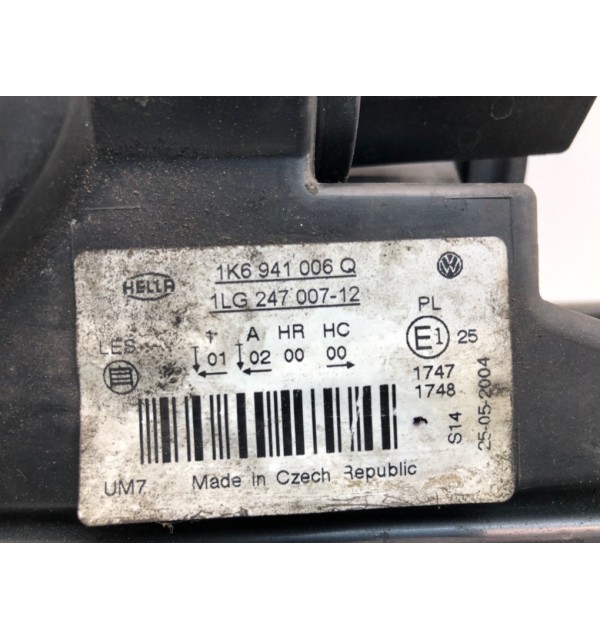 HELLA
1K6 941 006 Q
1LG 247 007-12
LES
A HR HC PL
01 02 00 00 E1 25
1747
1748
S14
25-05-2004
UM7 Made in Czech Republic